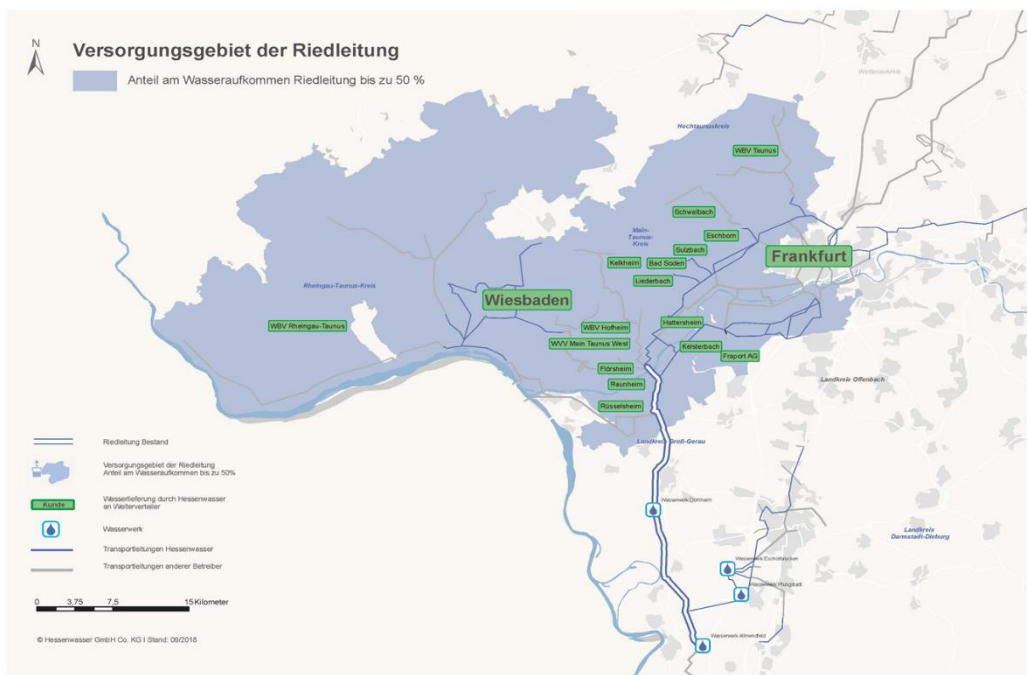 N
Versorgungsgebiet der Riedleitung
Anteil am Wasseraufkommen Riedleitung bis zu 50 %
Wetteraukreis
Hochtaunuskreis
WBV Taunus
Schwalbach
Main-
Taunus-
Kreis
Eschborn
Sulzbach
Frankfurt
Kelkheim
Bad Soden
Liederbach
Rheingau-Taunus-Kreis
Wiesbaden
WBV Rheingau-Taunus
WBV Hofheim
Hattersheim
WVV Main Taunus West
Kelsterbach
Fraport AG
Flörsheim
Raunheim
Landkreis Offenbach
Rüsselsheim
Landkreis Groß-Gerau
Riedleitung Bestand
Versorgungsgebiet der Riedleitung
Anteil am Wasseraufkommen bis zu 50%
Kunde
Wasserlieferung durch Hessenwasser
an Weiterverteiler
Wasserwerk
Transportleitungen Hessenwasser
Transportleitungen anderer Betreiber
Wasserwerk Dornheim
Landkreis
Darmstadt-Dieburg
Wasserwerk Eschollbrücken
Wasserwerk Pfungstadt
Wasserwerk Allmendfeld
0 3,75 7,5 15 Kilometer
© Hessenwasser GmbH Co. KG I Stand: 09/2018